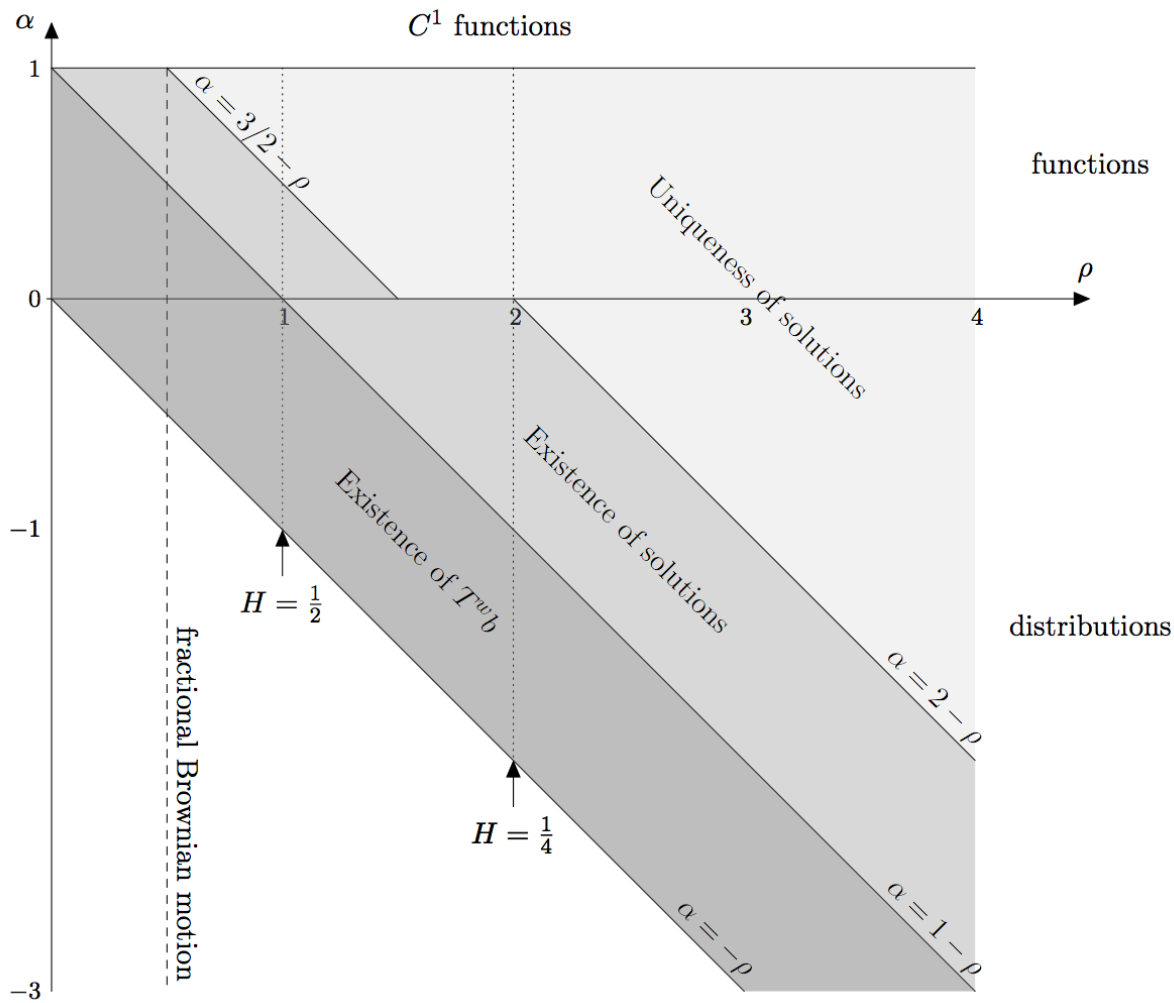 C¹ functions
α
1
α = 3/2 − ρ
functions
Uniqueness of solutions
ρ
0
1
2
3
4
Existence of solutions
Existence of Tʷb
−1
H = 1/2
distributions
fractional Brownian motion
α = 2 − ρ
H = 1/4
α = −ρ
α = 1 − ρ
−3